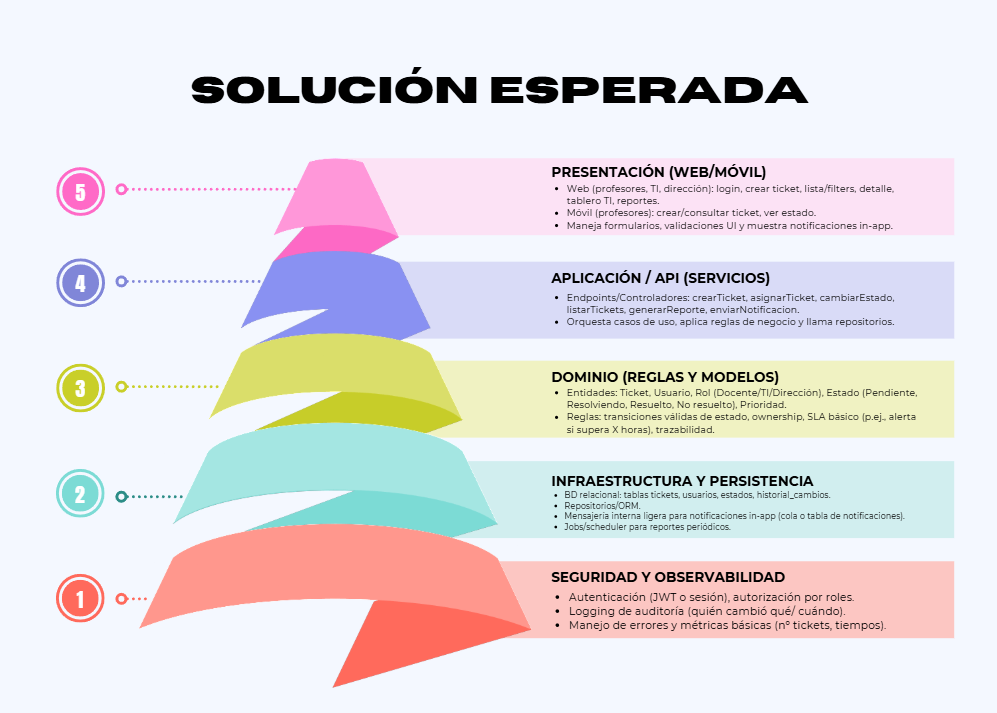 SOLUCIÓN ESPERADA
5
PRESENTACIÓN (WEB/MÓVIL)
• Web (profesores, TI, dirección): login, crear ticket, lista/filters, detalle,
tablero TI, reportes.
• Móvil (profesores): crear/consultar ticket, ver estado.
• Maneja formularios, validaciones UI y muestra notificaciones in-app.
4
APLICACIÓN / API (SERVICIOS)
• Endpoints/Controladores: crearTicket, asignarTicket, cambiarEstado,
listarTickets, generarReporte, enviarNotificacion.
• Orquesta casos de uso, aplica reglas de negocio y llama repositorios.
3
DOMINIO (REGLAS Y MODELOS)
• Entidades: Ticket, Usuario, Rol (Docente/TI/Dirección), Estado (Pendiente,
Resolviendo, Resuelto, No resuelto), Prioridad.
• Reglas: transiciones válidas de estado, ownership, SLA básico (p.ej., alerta
si supera X horas), trazabilidad.
2
INFRAESTRUCTURA Y PERSISTENCIA
• BD relacional: tablas tickets, usuarios, estados, historial_cambios.
• Repositorios/ORM.
• Mensajería interna ligera para notificaciones in-app (cola o tabla de notificaciones).
• Jobs/scheduler para reportes periódicos.
1
SEGURIDAD Y OBSERVABILIDAD
• Autenticación (JWT o sesión), autorización por roles.
• Logging de auditoría (quién cambió qué/ cuándo).
• Manejo de errores y métricas básicas (nº tickets, tiempos).